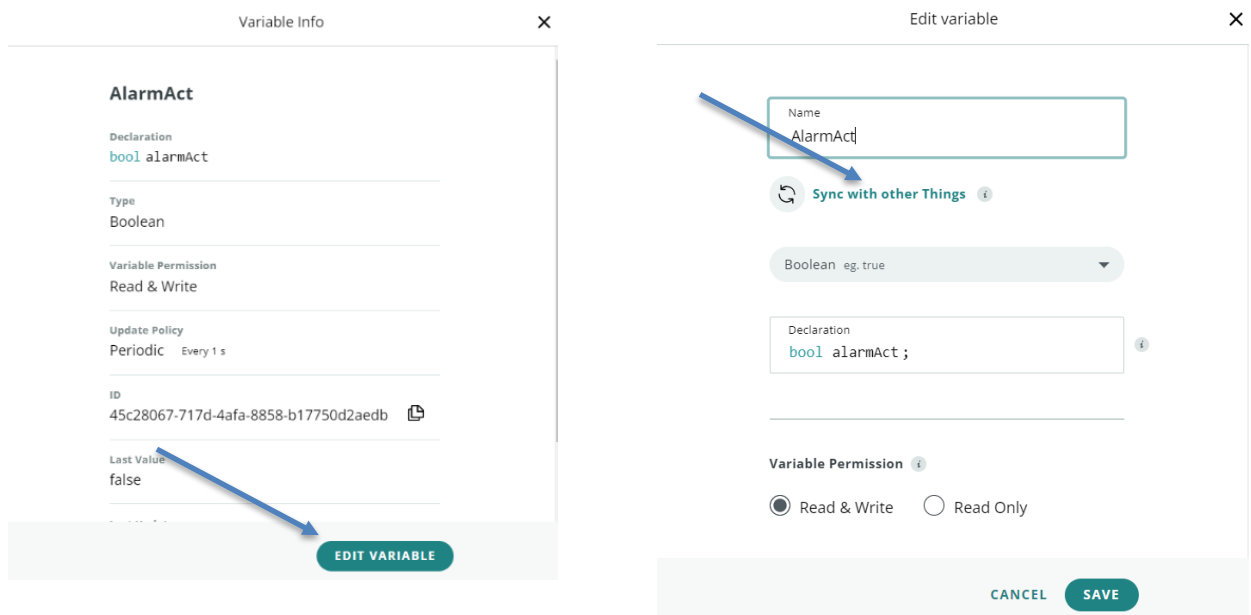 Variable Info
AlarmAct
Declaration
bool alarmAct
Type
Boolean
Variable Permission
Read & Write
Update Policy
Periodic Every 1 s
ID
45c28067-717d-4afa-8858-b17750d2aedb
Last Value
false
EDIT VARIABLE
Edit variable
Name
AlarmAct
Sync with other Things i
Boolean eg. true
Declaration
bool alarmAct ;
i
Variable Permission i
Read & Write Read Only
CANCEL SAVE